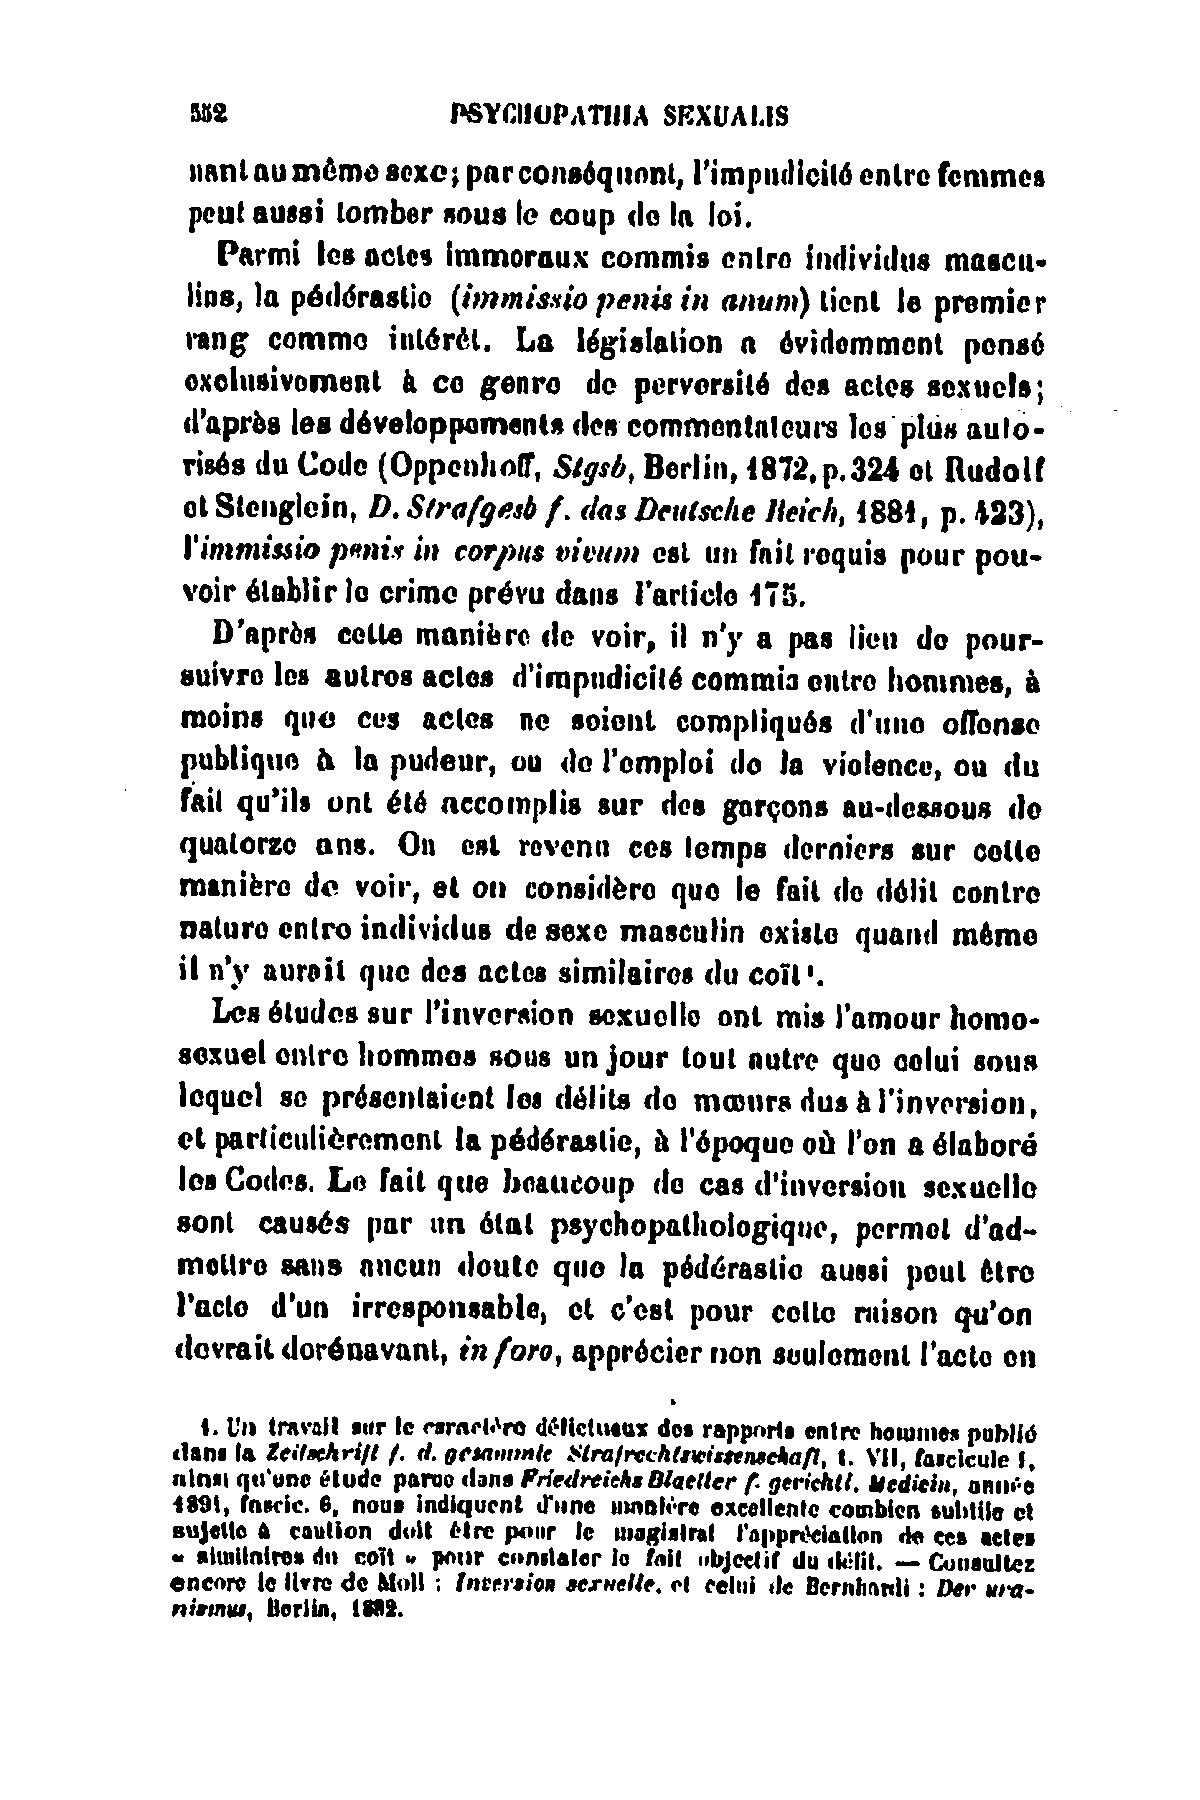 552 PSYCHOPATHIA SEXUALIS
nant au même sexe; par conséquent, l'impudicité entre femmes
peut aussi tomber sous le coup de la loi.
Parmi les actes immoraux commis entre individus mascu-
lins, la pédérastie (immissio penis in anum) tient le premier
rang comme intérêt. La législation a évidemment pensé
exclusivement à ce genre de perversité des actes sexuels;
d'après les développements des commentateurs les plus auto-
risés du Code (Oppenhoff, Stgsb, Berlin, 1872, p. 324 et Rudolf
et Stenglein, D. Strafgesb f. das Deutsche Reich, 1881, p. 423),
l'immissio penis in corpus vivum est un fait requis pour pou-
voir établir le crime prévu dans l'article 175.
D'après cette manière de voir, il n'y a pas lieu de pour-
suivre les autres actes d'impudicité commis entre hommes, à
moins que ces actes ne soient compliqués d'une offense
publique à la pudeur, ou de l'emploi de la violence, ou du
fait qu'ils ont été accomplis sur des garçons au-dessous de
quatorze ans. On est revenu ces temps derniers sur cette
manière de voir, et on considère que le fait de délit contre
nature entre individus de sexe masculin existe quand même
il n'y aurait que des actes similaires du coït¹.
Les études sur l'inversion sexuelle ont mis l'amour homo-
sexuel entre hommes sous un jour tout autre que celui sous
lequel se présentaient les délits de mœurs dus à l'inversion,
et particulièrement la pédérastie, à l'époque où l'on a élaboré
les Codes. Le fait que beaucoup de cas d'inversion sexuelle
sont causés par un état psychopathologique, permet d'ad-
mettre sans aucun doute que la pédérastie aussi peut être
l'acte d'un irresponsable, et c'est pour cette raison qu'on
devrait dorénavant, in foro, apprécier non seulement l'acte en
1. Un travail sur le caractère délictueux des rapports entre hommes publié
dans la Zeitschrift f. d. gesammte Strafrechtswissenschaft, t. VII, fascicule 1,
ainsi qu'une étude parue dans Friedreichs Blaetter f. gerichtl. Medicin, année
1891, fascic. 6, nous indiquent d'une manière excellente combien subtile et
sujette à caution doit être pour le magistrat l'appréciation de ces actes
« similaires du coït » pour constater le fait objectif du délit. — Consultez
encore le livre de Moll : Inversion sexuelle, et celui de Bernhardi : Der ura-
nismus, Berlin, 1882.